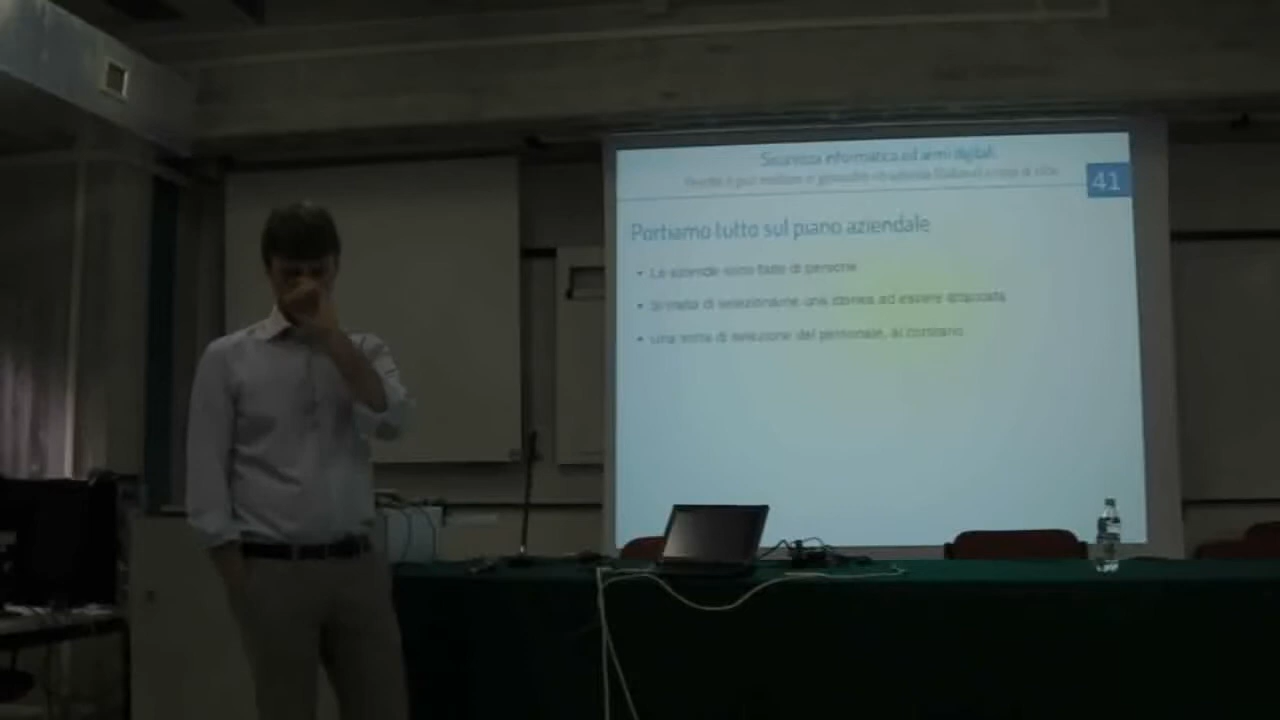 Sicurezza informatica ed armi digitali
41
Portiamo tutto sul piano aziendale
• Le aziende sono fatte di persone
• Si tratta di selezionarne una idonea ad essere attaccata
• Una sorta di selezione del personale, al contrario